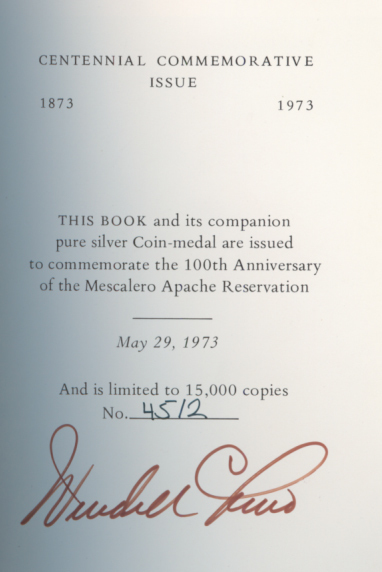 CENTENNIAL COMMEMORATIVE
ISSUE
1873 1973
THIS BOOK and its companion
pure silver Coin-medal are issued
to commemorate the 100th Anniversary
of the Mescalero Apache Reservation
May 29, 1973
And is limited to 15,000 copies
No. 4512
Wendell Chino